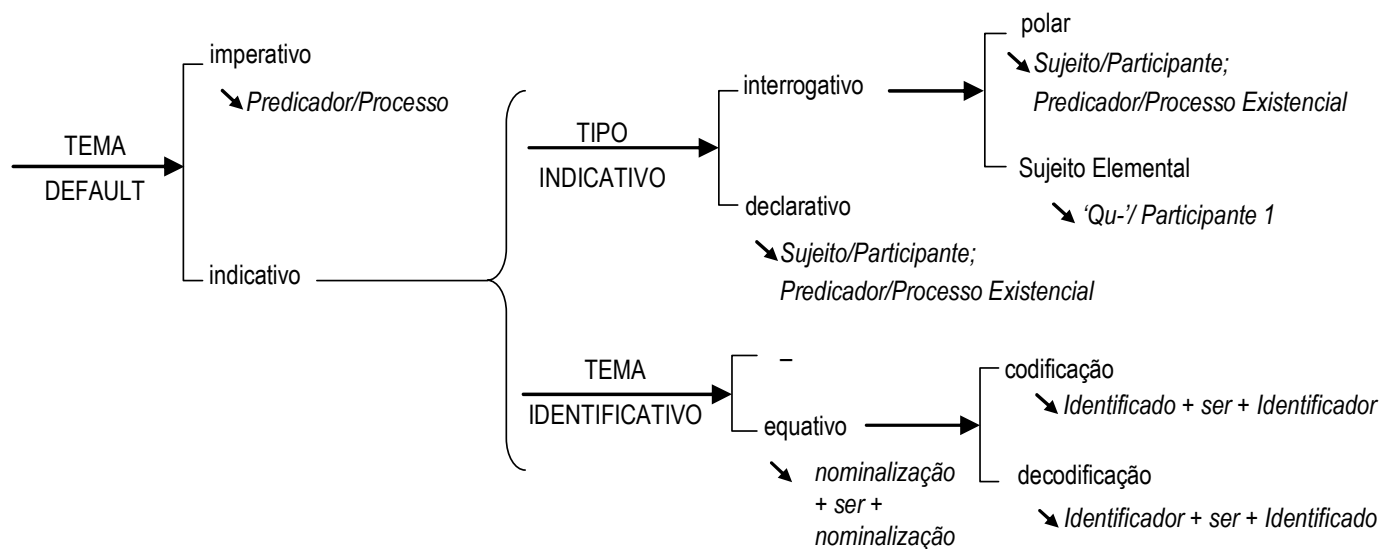 imperativo
Predicador/Processo
TEMA
DEFAULT
indicativo
TIPO
INDICATIVO
interrogativo
declarativo
Sujeito/Participante;
Predicador/Processo Existencial
polar
Sujeito/Participante;
Predicador/Processo Existencial
Sujeito Elemental
‘Qu-’/ Participante 1
TEMA
IDENTIFICATIVO
–
equativo
nominalização
+ ser +
nominalização
codificação
Identificado + ser + Identificador
decodificação
Identificador + ser + Identificado